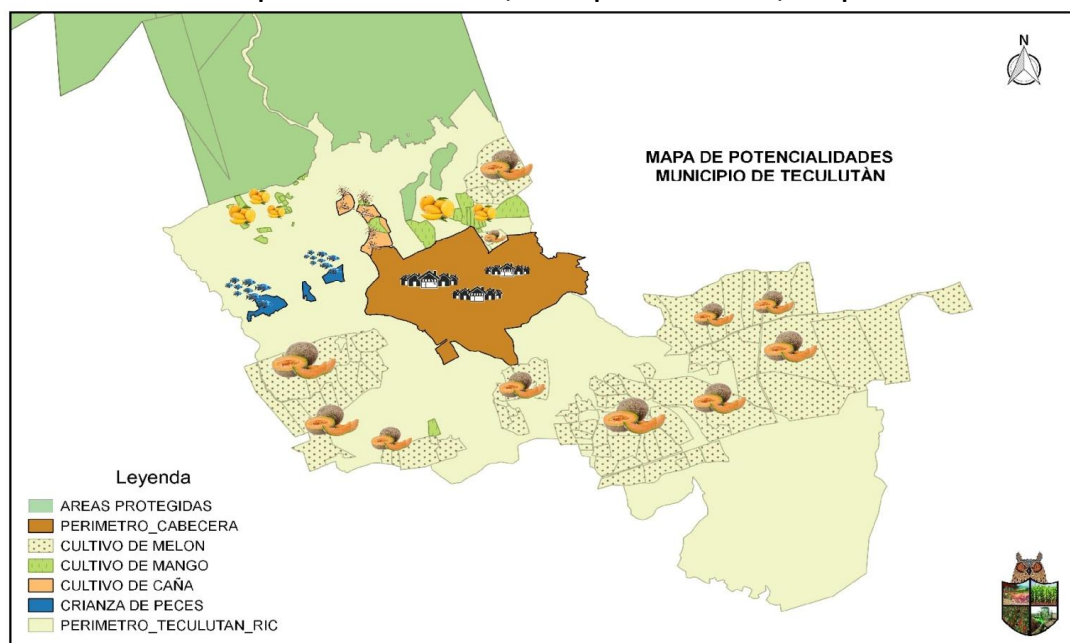 N
MAPA DE POTENCIALIDADES
MUNICIPIO DE TECULUTÀN
Leyenda
AREAS PROTEGIDAS
PERIMETRO_CABECERA
CULTIVO DE MELON
CULTIVO DE MANGO
CULTIVO DE CAÑA
CRIANZA DE PECES
PERIMETRO_TECULUTAN_RIC